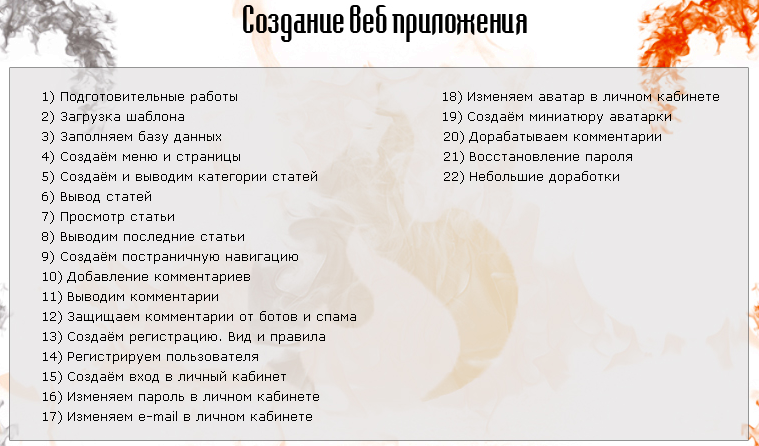 Создание веб приложения
1) Подготовительные работы
2) Загрузка шаблона
3) Заполняем базу данных
4) Создаём меню и страницы
5) Создаём и выводим категории статей
6) Вывод статей
7) Просмотр статьи
8) Выводим последние статьи
9) Создаём постраничную навигацию
10) Добавление комментариев
11) Выводим комментарии
12) Защищаем комментарии от ботов и спама
13) Создаём регистрацию. Вид и правила
14) Регистрируем пользователя
15) Создаём вход в личный кабинет
16) Изменяем пароль в личном кабинете
17) Изменяем e-mail в личном кабинете
18) Изменяем аватар в личном кабинете
19) Создаём миниатюру аватарки
20) Дорабатываем комментарии
21) Восстановление пароля
22) Небольшие доработки